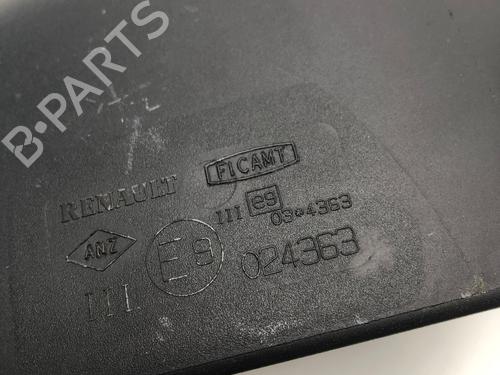 B-PARTS
RENAULT FICAMT
III e9 03*4363
ANZ E9 024363
III